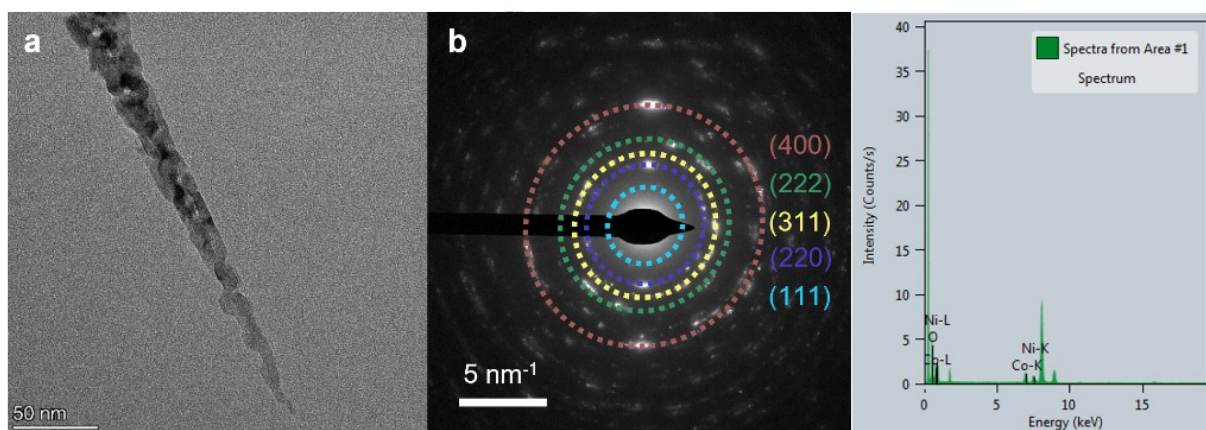 a
50 nm
b
(400)
(222)
(311)
(220)
(111)
5 nm-1
Spectra from Area #1
Spectrum
Intensity (Counts/s)
40
35
30
25
20
15
10
5
0
Ni-L
O
Co-L
Ni-K
Co-K
0
5
10
15
Energy (keV)